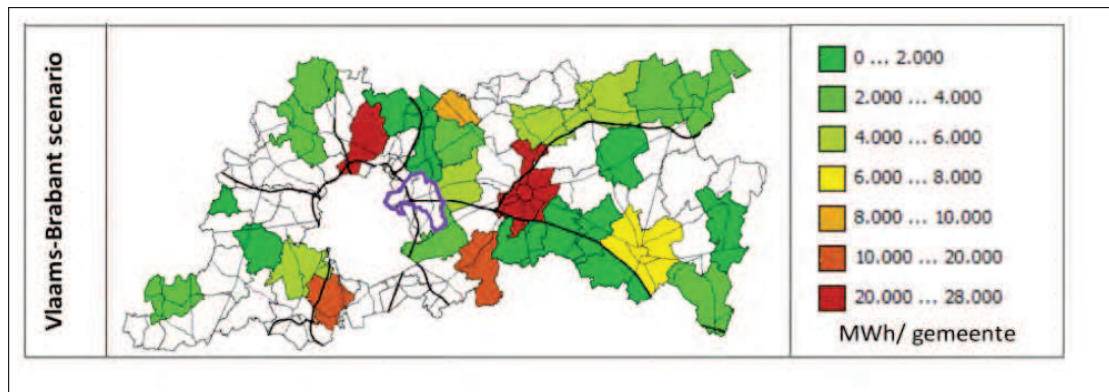 Vlaams-Brabant scenario
0 ... 2.000
2.000 ... 4.000
4.000 ... 6.000
6.000 ... 8.000
8.000 ... 10.000
10.000 ... 20.000
20.000 ... 28.000
MWh/ gemeente